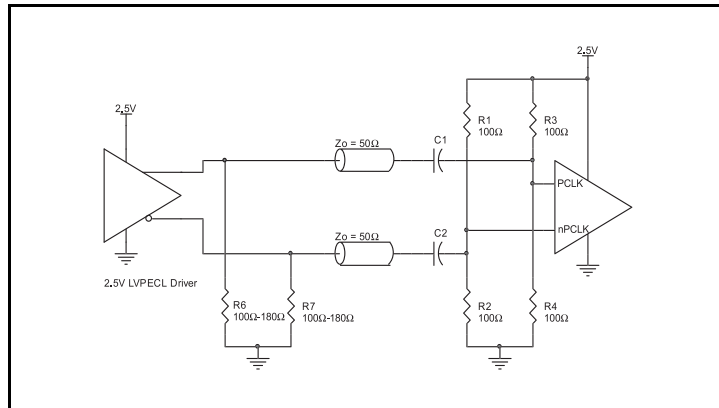 2.5V
2.5V
R1
100Ω
R3
100Ω
Zo = 50Ω
C1
PCLK
nPCLK
Zo = 50Ω
C2
2.5V LVPECL Driver
R6
100Ω-180Ω
R7
100Ω-180Ω
R2
100Ω
R4
100Ω